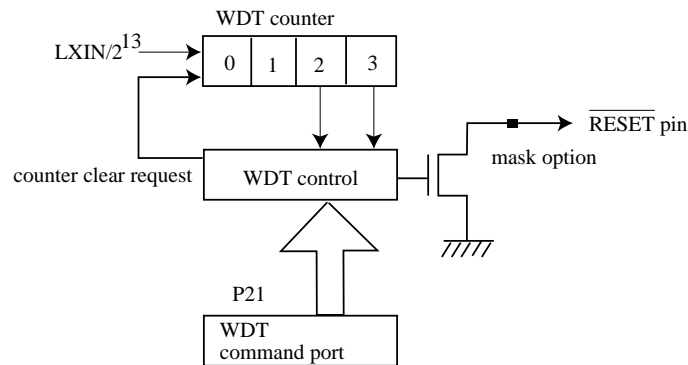 WDT counter
LXIN/2^13
0 1 2 3
RESET pin
mask option
WDT control
counter clear request
P21
WDT
command port